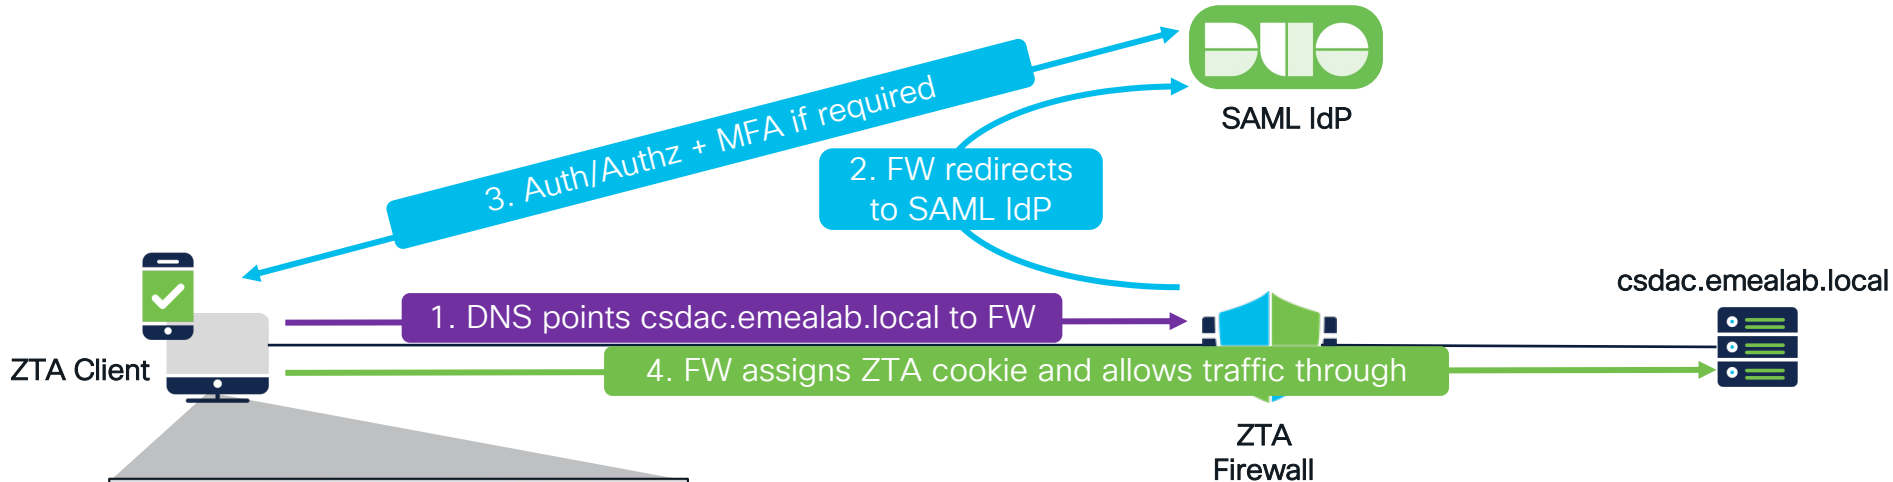 DUO
SAML IdP
3. Auth/Authz + MFA if required
2. FW redirects
to SAML IdP
csdac.emealab.local
1. DNS points csdac.emealab.local to FW
ZTA Client
4. FW assigns ZTA cookie and allows traffic through
ZTA
Firewall